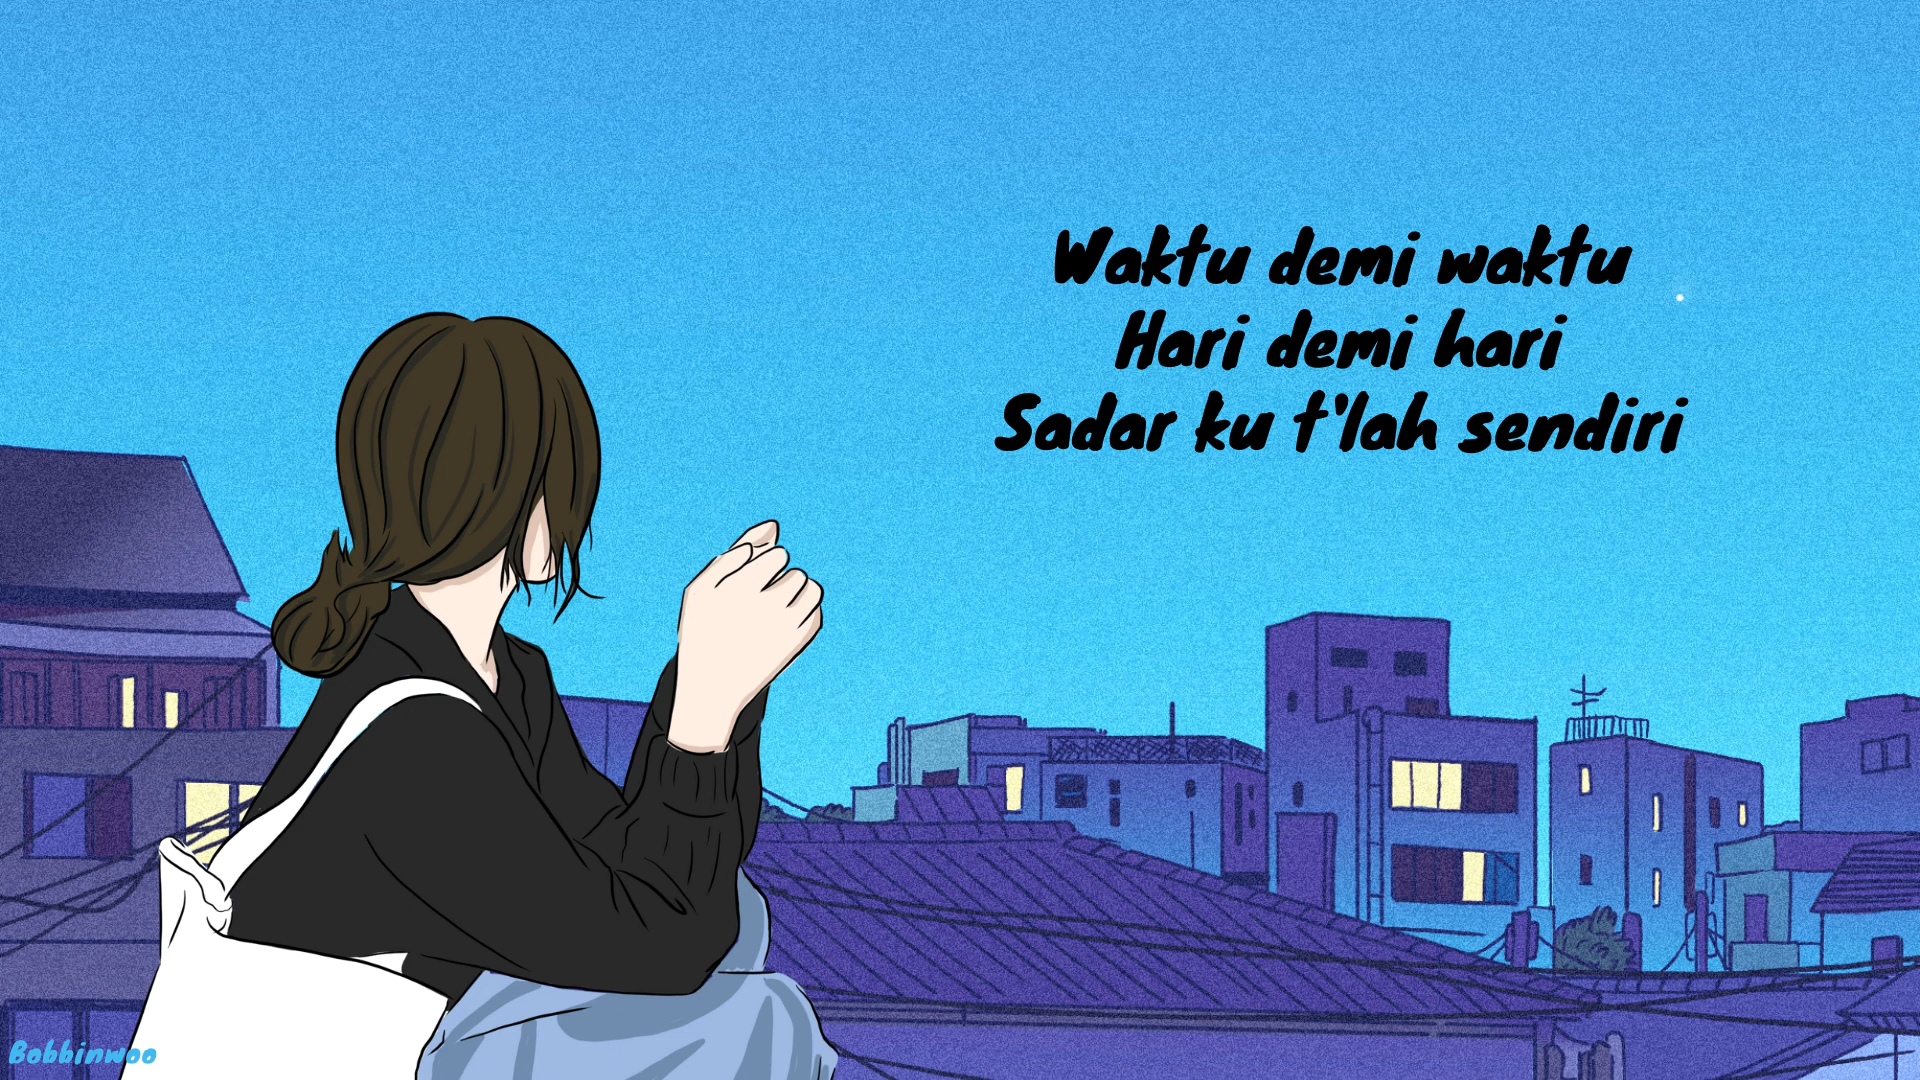 Waktu demi waktu
Hari demi hari
Sadar ku t'lah sendiri
Bobbinwoo